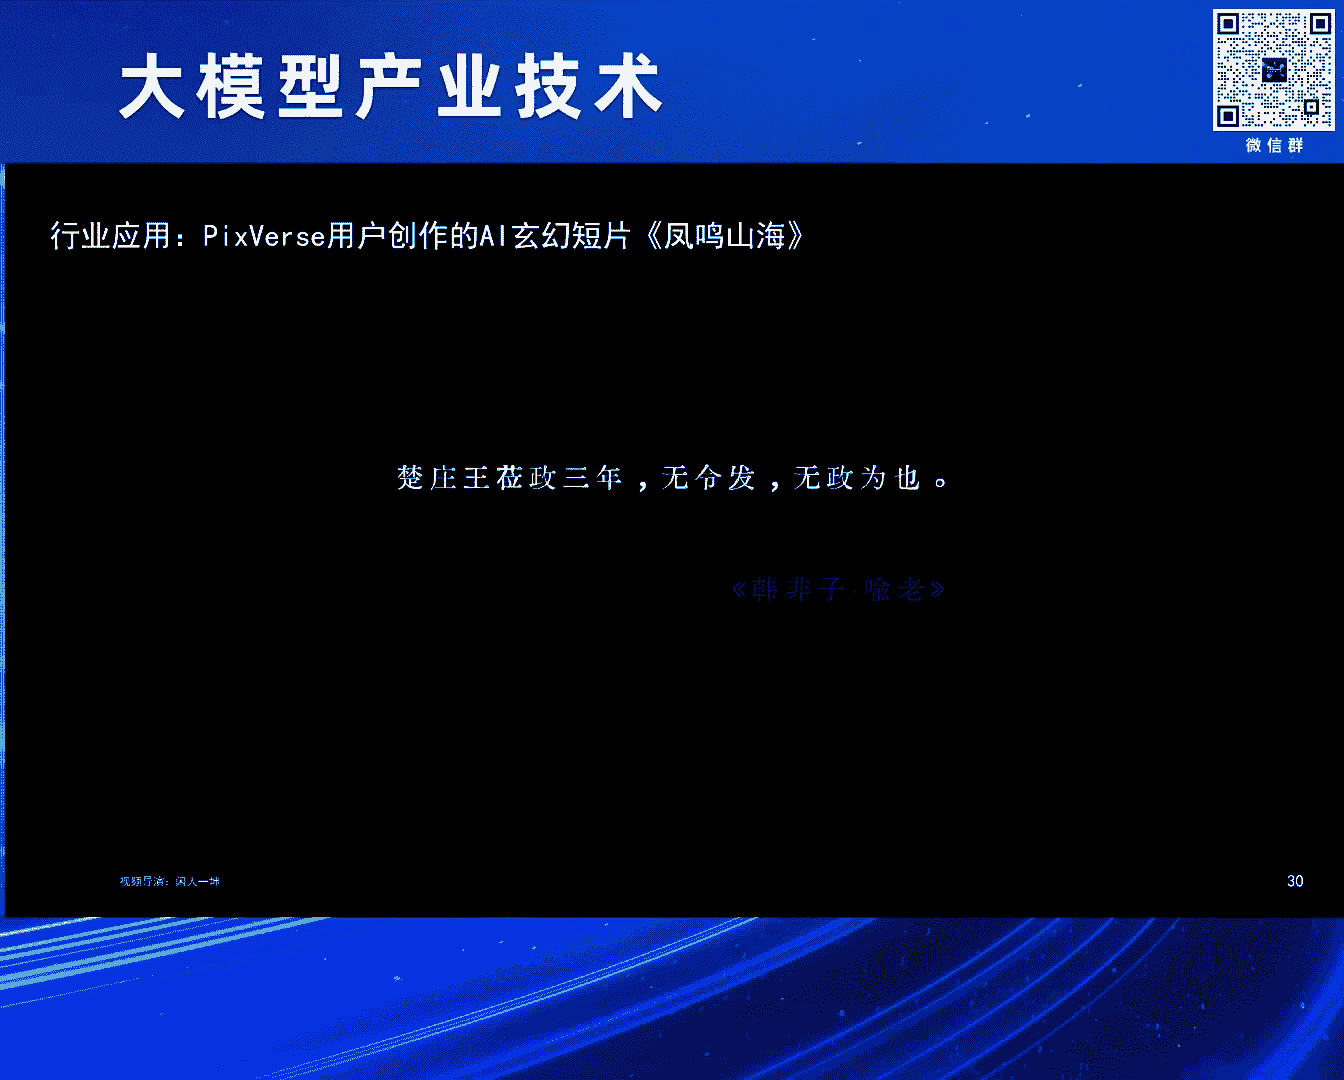 大模型产业技术
微信群
行业应用：PixVerse用户创作的AI玄幻短片《凤鸣山海》
楚庄王莅政三年，无令发，无政为也。
《韩非子·喻老》
视频导演：闲人一坤
30